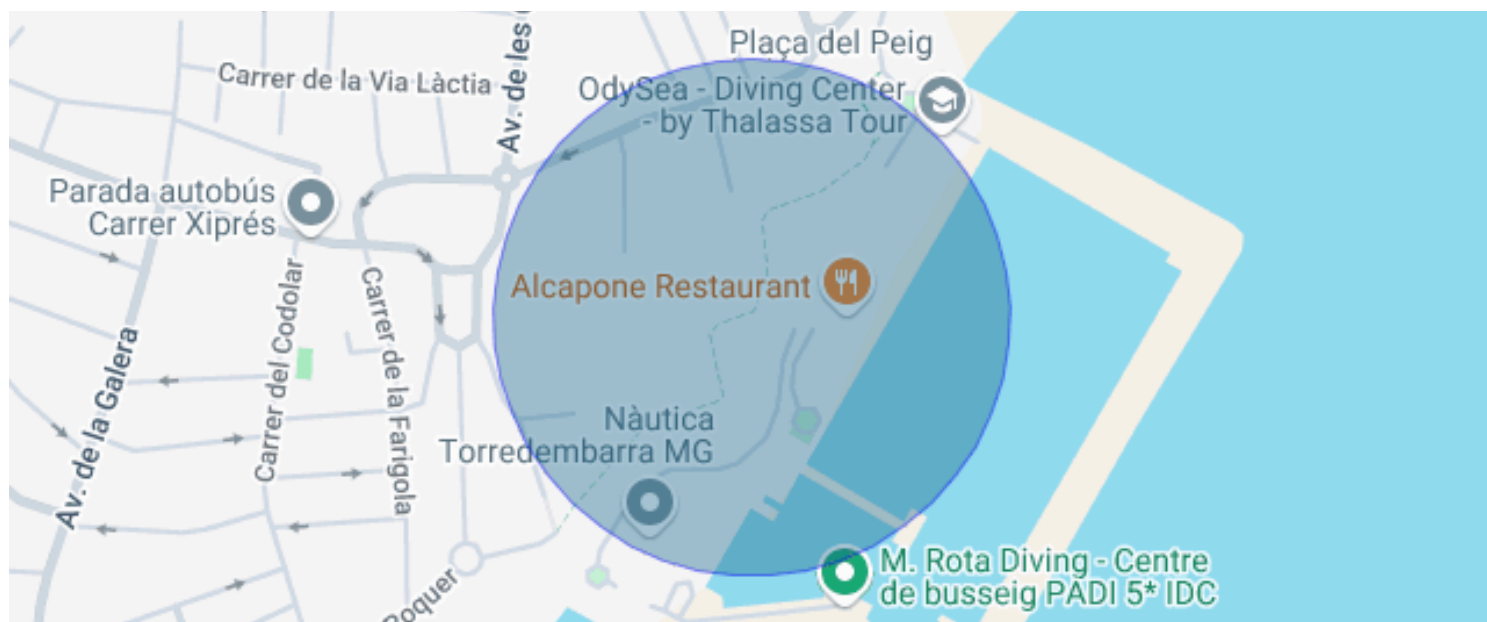 Plaça del Peig
Carrer de la Via Làctia
Av. de les
OdySea - Diving Center
- by Thalassa Tòur
Parada autobús
Carrer Xiprés
Alcapone Restaurant
Carrer del Codolar
Carrer de la Farigola
Av. de la Galera
Nàutica
Torredembarra MG
Roquer
M. Rota Diving - Centre
de busseig PADI 5* IDC